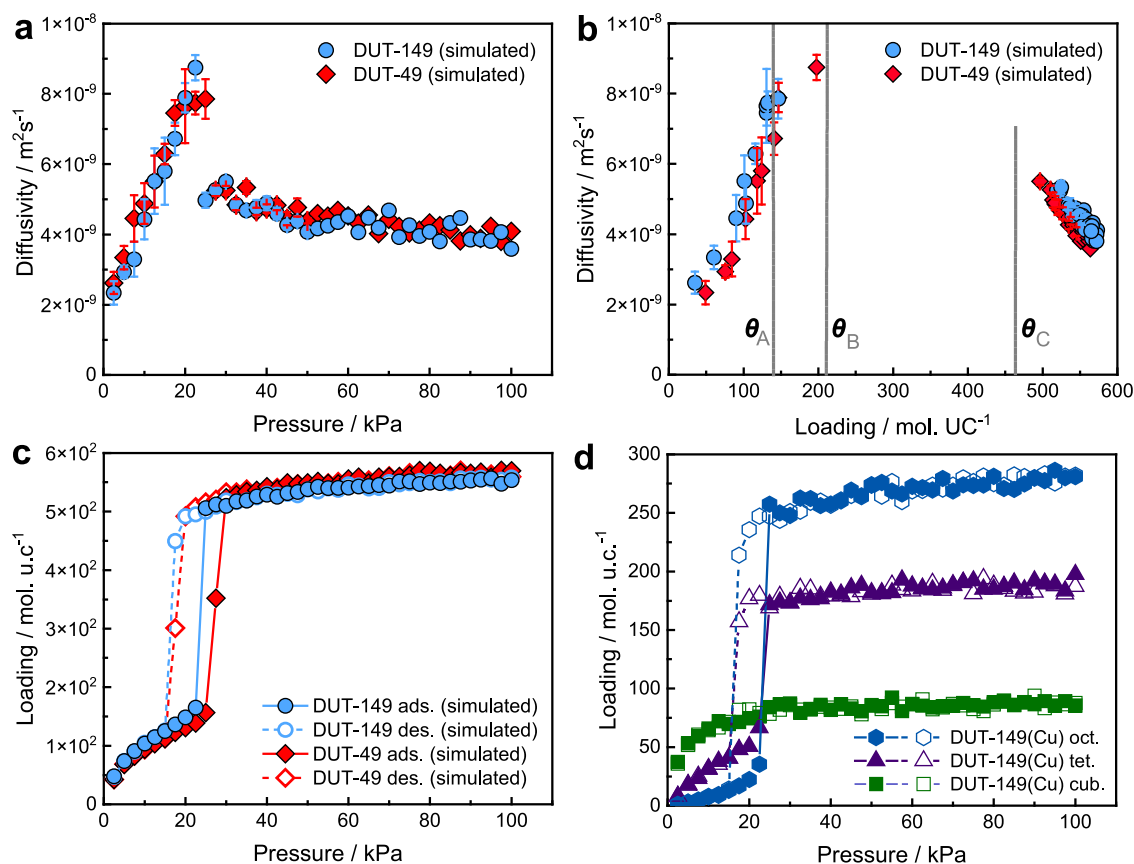 a
1×10⁻⁸
8×10⁻⁹
6×10⁻⁹
4×10⁻⁹
2×10⁻⁹
0
Diffusivity / m²s⁻¹
DUT-149 (simulated)
DUT-49 (simulated)
0 20 40 60 80 100
Pressure / kPa
b
1×10⁻⁸
8×10⁻⁹
6×10⁻⁹
4×10⁻⁹
2×10⁻⁹
0
Diffusivity / m²s⁻¹
DUT-149 (simulated)
DUT-49 (simulated)
θA
θB
θC
0 100 200 300 400 500 600
Loading / mol. UC⁻¹
c
6×10²
5×10²
4×10²
3×10²
2×10²
1×10²
0
Loading / mol. u.c⁻¹
DUT-149 ads. (simulated)
DUT-149 des. (simulated)
DUT-49 ads. (simulated)
DUT-49 des. (simulated)
0 20 40 60 80 100
Pressure / kPa
d
300
250
200
150
100
50
0
Loading / mol. u.c.⁻¹
DUT-149(Cu) oct.
DUT-149(Cu) tet.
DUT-149(Cu) cub.
0 20 40 60 80 100
Pressure / kPa